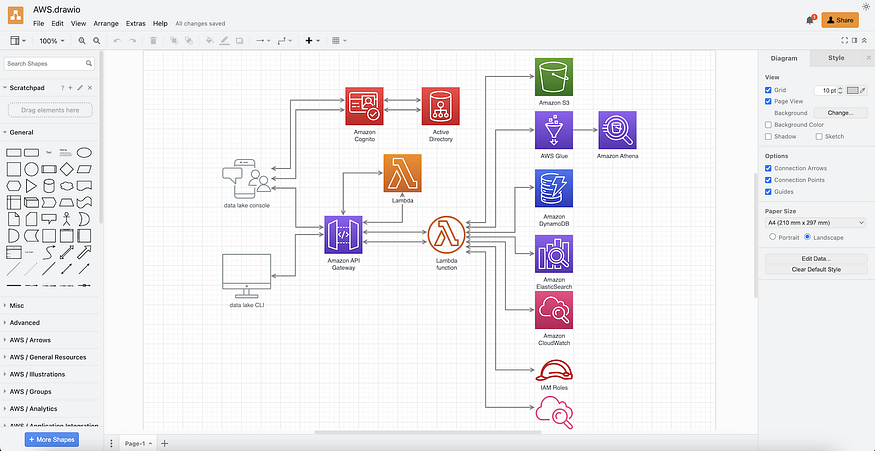 AWS.drawio
File Edit View Arrange Extras Help All changes saved
1
Share
100%
Search Shapes
Scratchpad
?
Drag elements here
General
Text
Misc
Advanced
AWS / Arrows
AWS / General Resources
AWS / Illustrations
AWS / Groups
AWS / Analytics
AWS / Application Integration
+ More Shapes
Amazon
Cognito
Active
Directory
data lake console
Lambda
Amazon API
Gateway
Lambda
function
data lake CLI
Amazon S3
AWS Glue
Amazon Athena
Amazon
DynamoDB
Amazon
ElasticSearch
Amazon
CloudWatch
IAM Roles
Page-1
Diagram Style
View
Grid 10 pt
Page View
Background Change...
Background Color
Shadow Sketch
Options
Connection Arrows
Connection Points
Guides
Paper Size
A4 (210 mm x 297 mm)
Portrait Landscape
Edit Data...
Clear Default Style